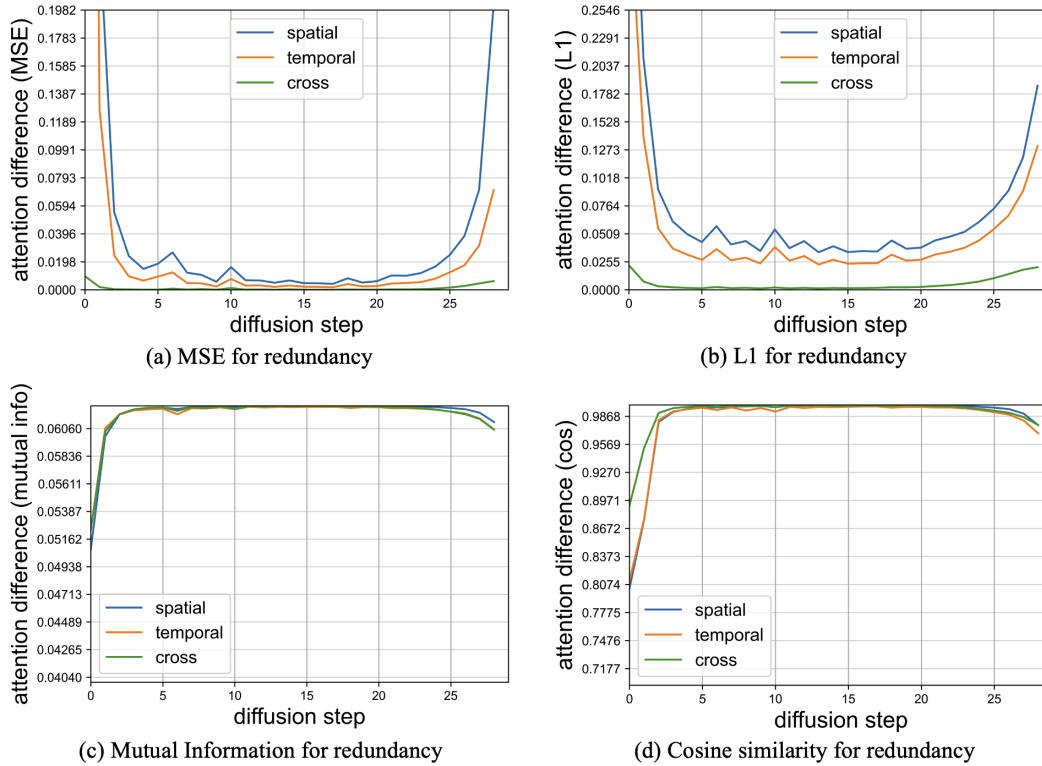 attention difference (MSE)
0.1982
0.1783
0.1585
0.1387
0.1189
0.0991
0.0793
0.0594
0.0396
0.0198
0.0000
spatial
temporal
cross
0 5 10 15 20 25
diffusion step
(a) MSE for redundancy
attention difference (L1)
0.2546
0.2291
0.2037
0.1782
0.1528
0.1273
0.1018
0.0764
0.0509
0.0255
0.0000
spatial
temporal
cross
0 5 10 15 20 25
diffusion step
(b) L1 for redundancy
attention difference (mutual info)
0.06060
0.05836
0.05611
0.05387
0.05162
0.04938
0.04713
0.04489
0.04265
0.04040
spatial
temporal
cross
0 5 10 15 20 25
diffusion step
(c) Mutual Information for redundancy
attention difference (cos)
0.9868
0.9569
0.9270
0.8971
0.8672
0.8373
0.8074
0.7775
0.7476
0.7177
spatial
temporal
cross
0 5 10 15 20 25
diffusion step
(d) Cosine similarity for redundancy